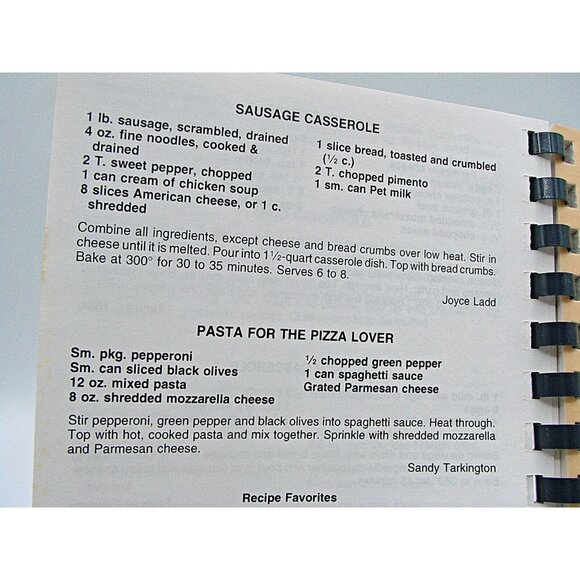 SAUSAGE CASSEROLE
1 lb. sausage, scrambled, drained
4 oz. fine noodles, cooked &
drained
2 T. sweet pepper, chopped
1 can cream of chicken soup
8 slices American cheese, or 1 c.
shredded
1 slice bread, toasted and crumbled
(½ c.)
2 T. chopped pimento
1 sm. can Pet milk
Combine all ingredients, except cheese and bread crumbs over low heat. Stir in
cheese until it is melted. Pour into 1½-quart casserole dish. Top with bread crumbs.
Bake at 300° for 30 to 35 minutes. Serves 6 to 8.
Joyce Ladd
PASTA FOR THE PIZZA LOVER
Sm. pkg. pepperoni
Sm. can sliced black olives
12 oz. mixed pasta
8 oz. shredded mozzarella cheese
½ chopped green pepper
1 can spaghetti sauce
Grated Parmesan cheese
Stir pepperoni, green pepper and black olives into spaghetti sauce. Heat through.
Top with hot, cooked pasta and mix together. Sprinkle with shredded mozzarella
and Parmesan cheese.
Sandy Tarkington
Recipe Favorites